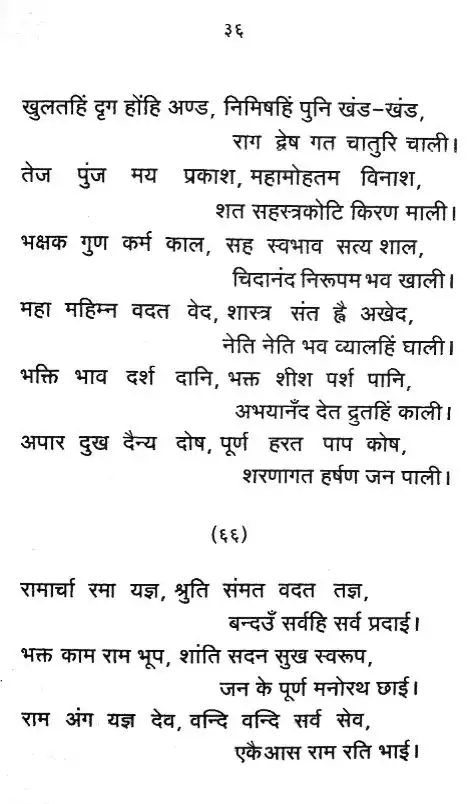 ३६
खुलतहिं दृग होंहि अण्ड, निमिषहिं पुनि खंड-खंड,
राग द्वेष गत चातुरि चाली।
तेज पुंज मय प्रकाश, महामोहतम विनाश,
शत सहस्त्रकोटि किरण माली।
भक्षक गुण कर्म काल, सह स्वभाव सत्य शाल,
चिदानंद निरूपम भव खाली।
महा महिम्न वदत वेद, शास्त्र संत ह्वै अखेद,
नेति नेति भव व्यालहिं घाली।
भक्ति भाव दर्श दानि, भक्त शीश पर्श पानि,
अभयानँद देत द्रुतहिं काली।
अपार दुख दैन्य दोष, पूर्ण हरत पाप कोष,
शरणागत हर्षण जन पाली।
(६६)
रामार्चा रमा यज्ञ, श्रुति संमत वदत तज्ञ,
बन्दउँ सर्वहि सर्व प्रदाई।
भक्त काम राम भूप, शांति सदन सुख स्वरूप,
जन के पूर्ण मनोरथ छाई।
राम अंग यज्ञ देव, वन्दि वन्दि सर्व सेव,
एकैआस राम रति भाई।